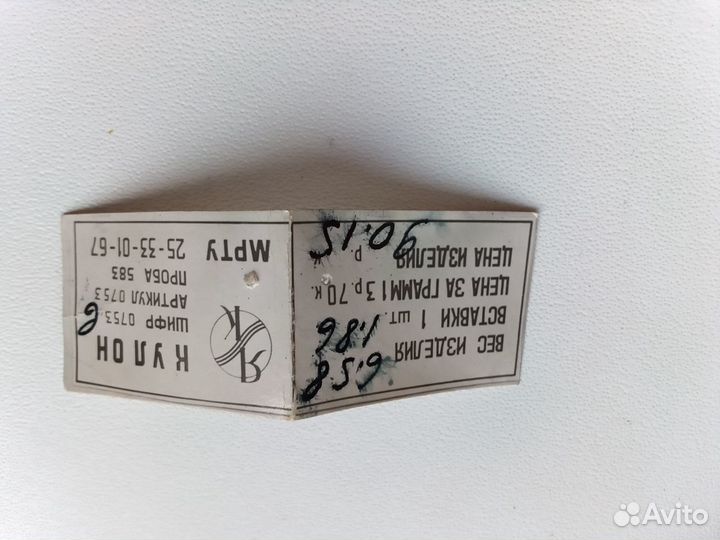 ВЕС ИЗДЕЛИЯ 6.58
ВСТАВКИ 1 шт. 1.86
ЦЕНА ЗА ГРАММ 13 р. 70 к
ЦЕНА ИЗДЕЛИЯ 90.15 р.
ЯК
КУЛОН
ШИФР 0753
АРТИКУЛ 0753
ПРОБА 583
МРТУ 25-33-01-67
Avito